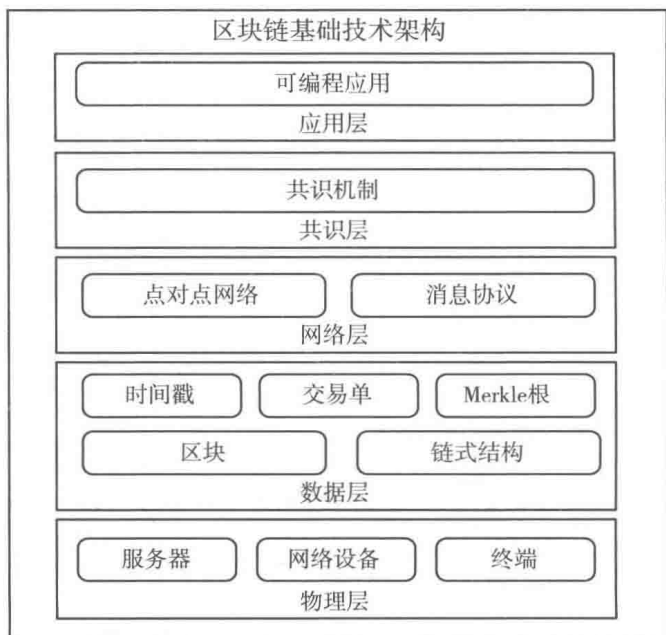 区块链基础技术架构
可编程应用
应用层
共识机制
共识层
点对点网络 消息协议
网络层
时间戳 交易单 Merkle根
区块 链式结构
数据层
服务器 网络设备 终端
物理层